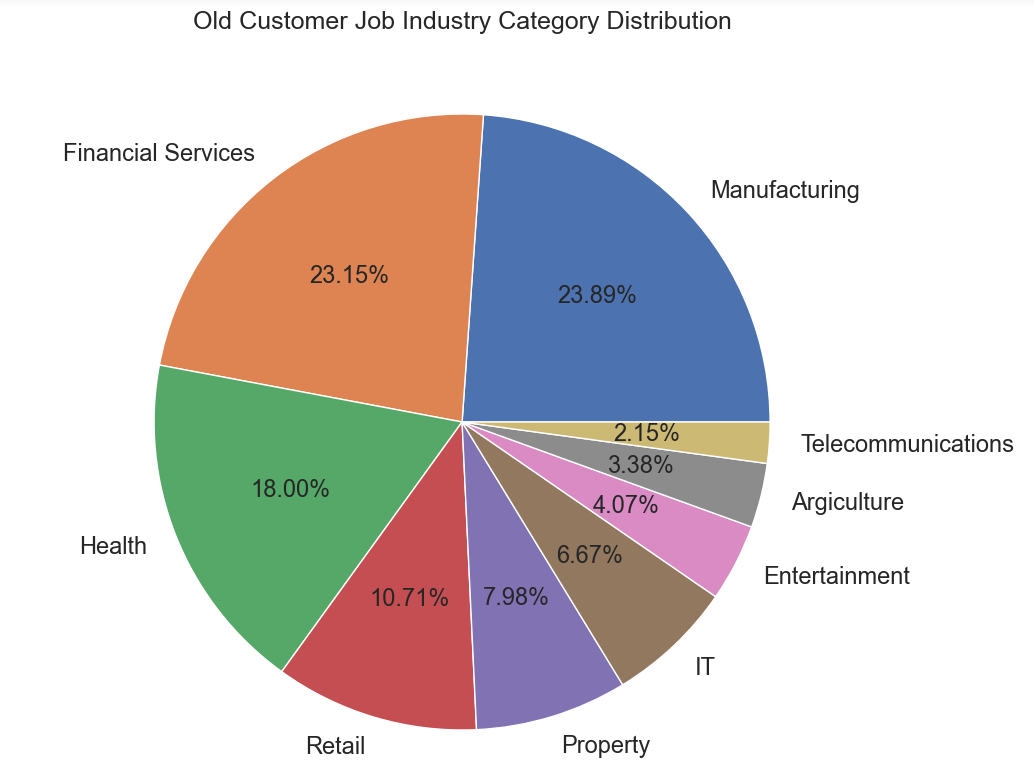 Old Customer Job Industry Category Distribution
Financial Services
Manufacturing
23.15%
23.89%
2.15%
Telecommunications
3.38%
18.00%
4.07%
Argiculture
Health
6.67%
Entertainment
10.71%
7.98%
IT
Retail
Property